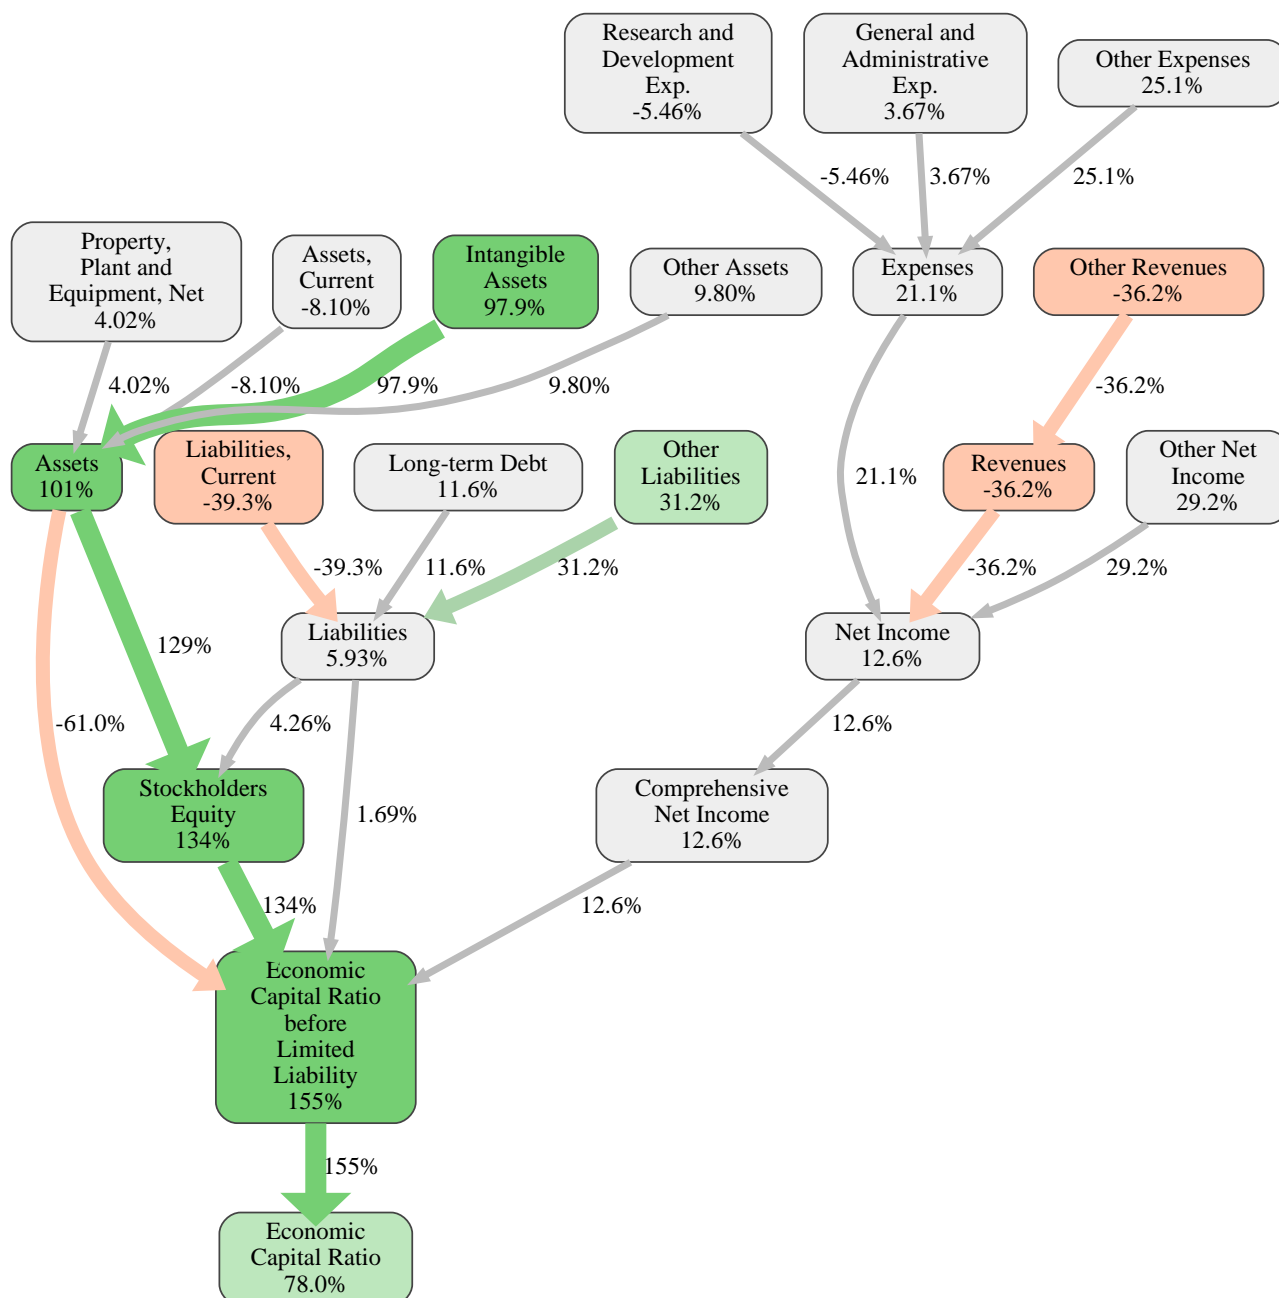 Research and
Development
Exp.
-5.46%
General and
Administrative
Exp.
3.67%
Other Expenses
25.1%
-5.46%
3.67%
25.1%
Property,
Plant and
Equipment, Net
4.02%
Assets,
Current
-8.10%
Intangible
Assets
97.9%
Other Assets
9.80%
Expenses
21.1%
Other Revenues
-36.2%
4.02%
-8.10%
97.9%
9.80%
-36.2%
Assets
101%
Liabilities,
Current
-39.3%
Long-term Debt
11.6%
Other
Liabilities
31.2%
21.1%
Revenues
-36.2%
Other Net
Income
29.2%
-39.3%
11.6%
31.2%
-36.2%
29.2%
129%
Liabilities
5.93%
Net Income
12.6%
-61.0%
4.26%
12.6%
Stockholders
Equity
134%
1.69%
Comprehensive
Net Income
12.6%
134%
12.6%
Economic
Capital Ratio
before
Limited
Liability
155%
155%
Economic
Capital Ratio
78.0%